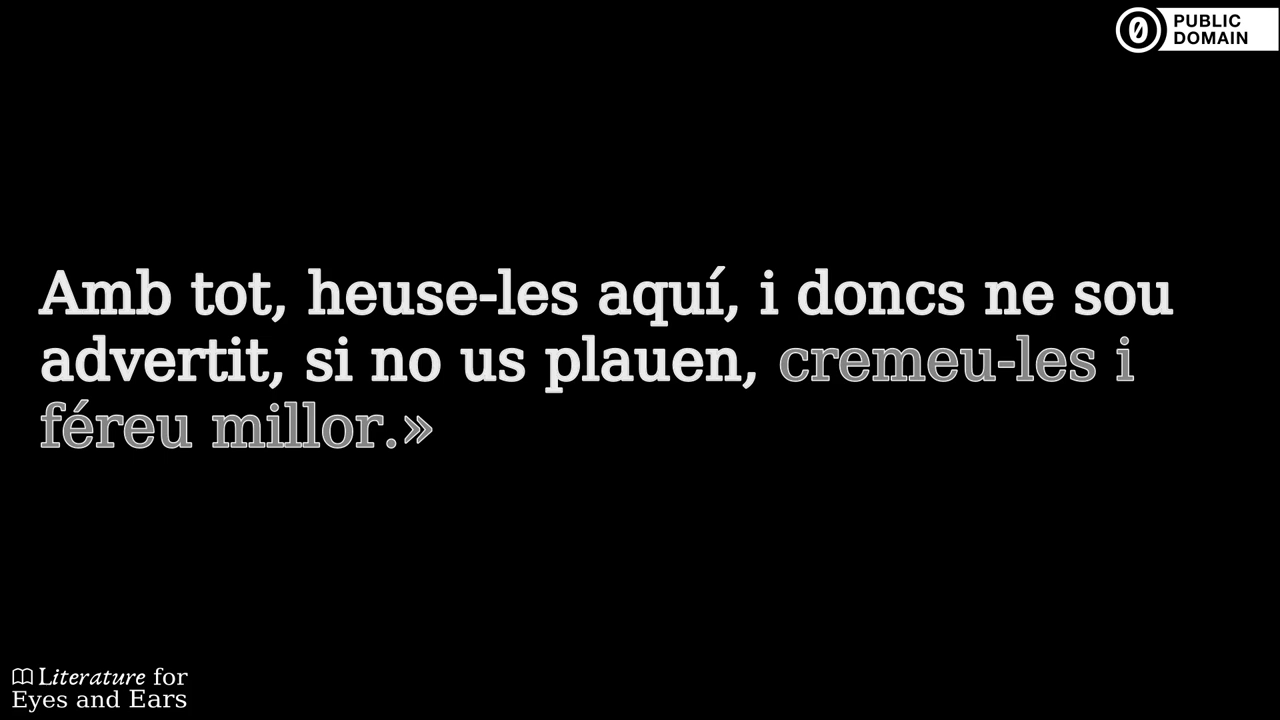 PUBLIC
DOMAIN
Amb tot, heuse-les aquí, i doncs ne sou
advertit, si no us plauen, cremeu-les i
féreu millor.»
Literature for
Eyes and Ears